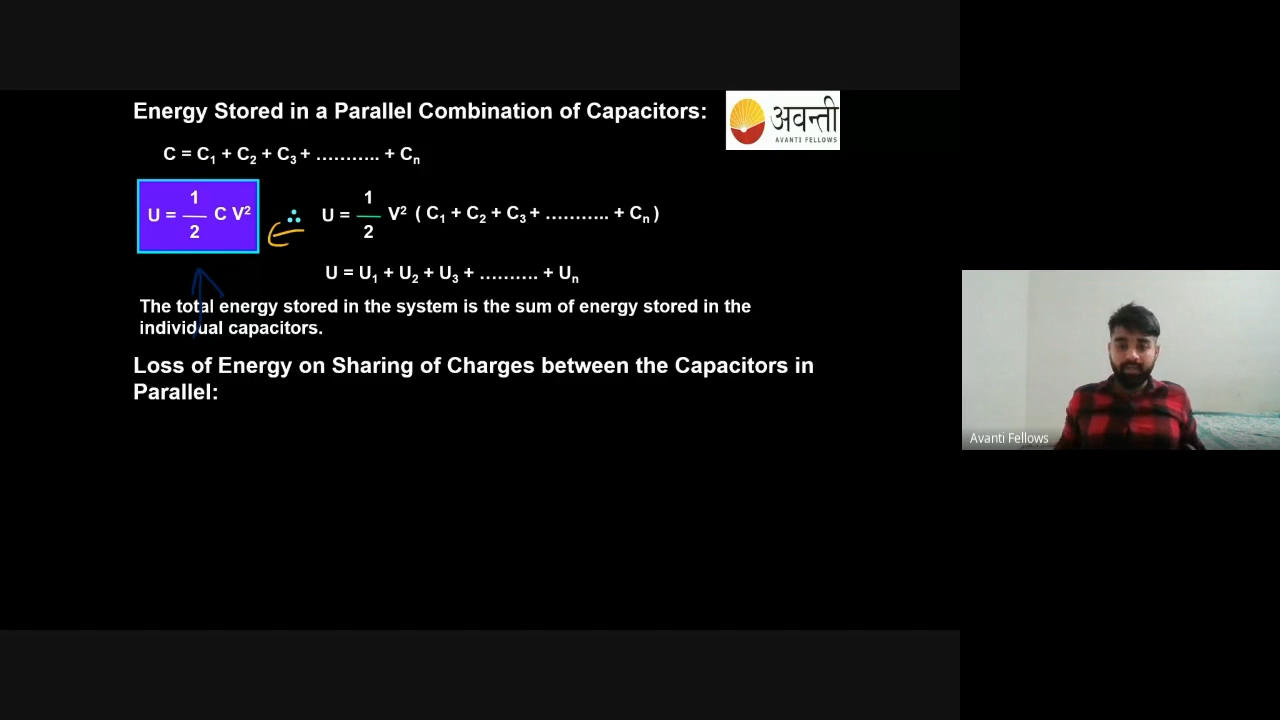 Energy Stored in a Parallel Combination of Capacitors:
अवन्ती
AVANTI FELLOWS
C = C₁ + C₂ + C₃ + ……….. + Cₙ
U = 1/2 C V²
∴ U = 1/2 V² ( C₁ + C₂ + C₃ + ……….. + Cₙ )
U = U₁ + U₂ + U₃ + ………. + Uₙ
The total energy stored in the system is the sum of energy stored in the
individual capacitors.
Loss of Energy on Sharing of Charges between the Capacitors in
Parallel:
Avanti Fellows